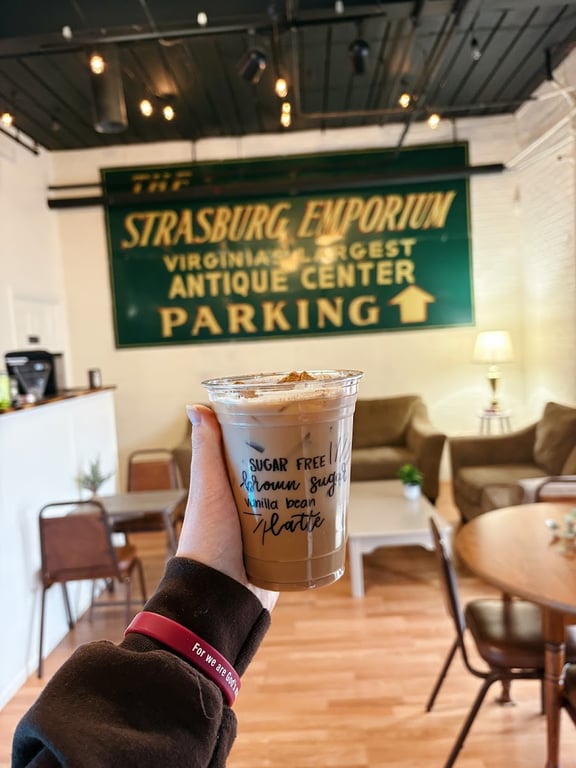 THE
STRASBURG EMPORIUM
VIRGINIA'S LARGEST
ANTIQUE CENTER
PARKING
SUGAR FREE
brown sugar
vanilla bean
latte
For we are God's